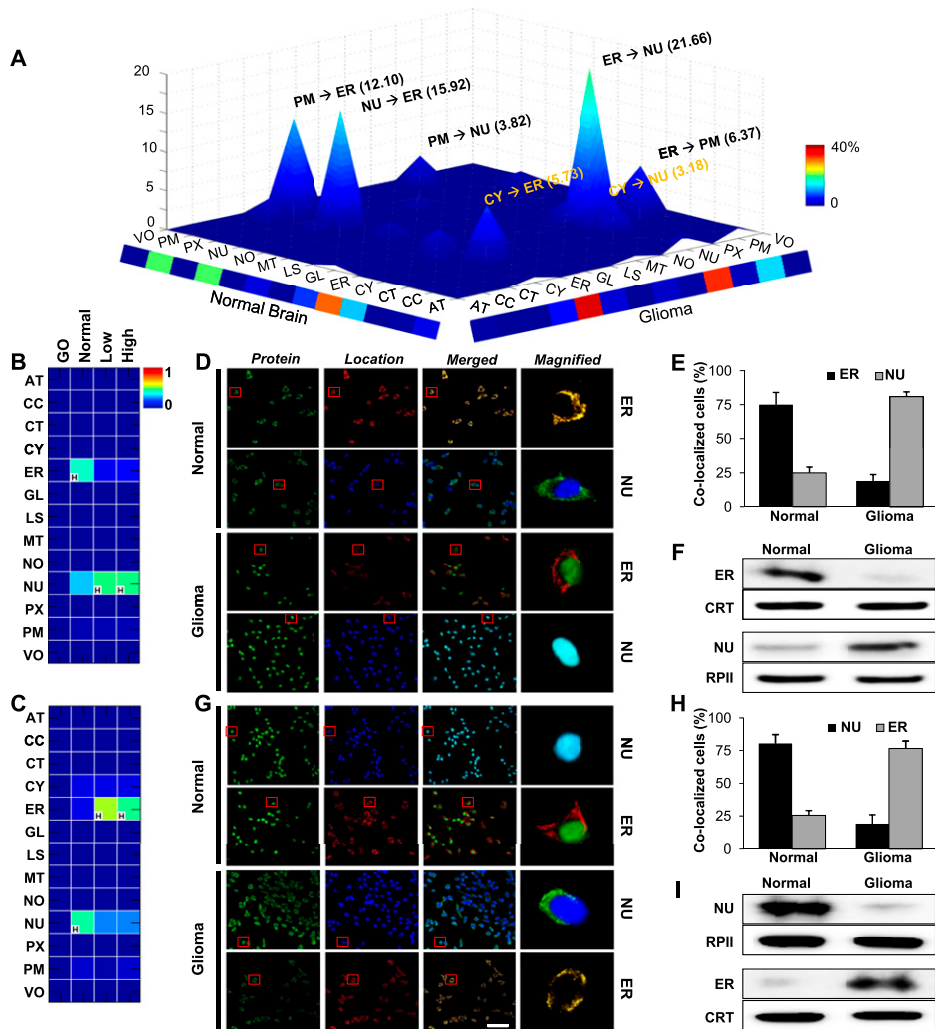 A
20
15
10
5
0
PM → ER (12.10)
NU → ER (15.92)
PM → NU (3.82)
ER → NU (21.66)
ER → PM (6.37)
CY → ER (5.73)
CY → NU (3.18)
40%
0
VO PM PX NU NO MT LS GL ER CY CT CC AT
Normal Brain
AT CC CT CY ER GL LS MT NO NU PX PM VO
Glioma
B
GO Normal Low High
1
0
AT
CC
CT
CY
ER H
GL
LS
MT
NO
NU H H
PX
PM
VO
C
AT
CC
CT
CY
ER H H
GL
LS
MT
NO
NU H
PX
PM
VO
D
Protein Location Merged Magnified
Normal
ER
NU
Glioma
ER
NU
G
Normal
NU
ER
Glioma
NU
ER
E
ER NU
Co-localized cells (%)
100
75
50
25
0
Normal Glioma
F
Normal Glioma
ER
CRT
NU
RPII
H
NU ER
Co-localized cells (%)
100
75
50
25
0
Normal Glioma
I
Normal Glioma
NU
RPII
ER
CRT